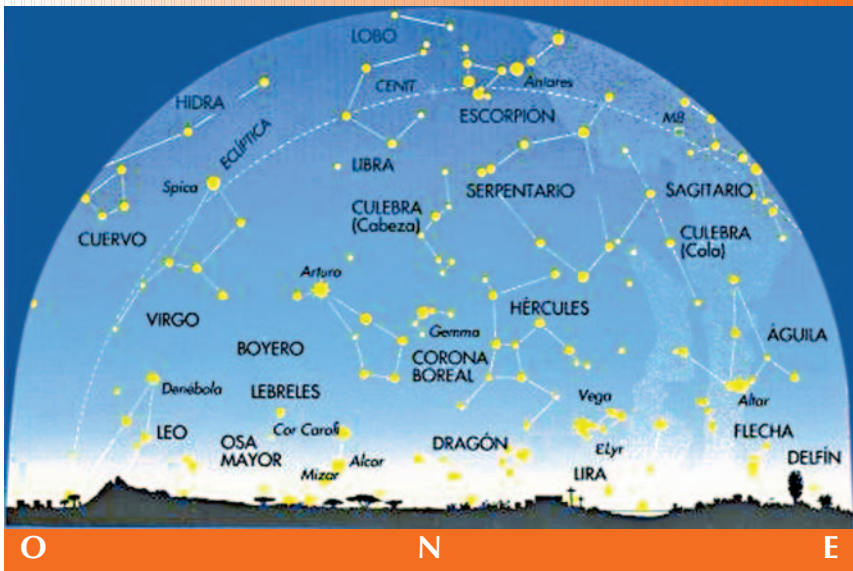 LOBO
CENIT
Antares
HIDRA
ECLÍPTICA
ESCORPIÓN
M8
LIBRA
Spica
SERPENTARIO
SAGITARIO
CULEBRA
(Cabeza)
CUERVO
CULEBRA
(Cola)
Arturo
VIRGO
HÉRCULES
Gemma
ÁGUILA
BOYERO
CORONA
BOREAL
Denébola
LEBRELES
Vega
Altar
LEO
Cor Caroli
OSA
MAYOR
DRAGÓN
εLyr
FLECHA
Alcor
Mizar
LIRA
DELFÍN
O
N
E